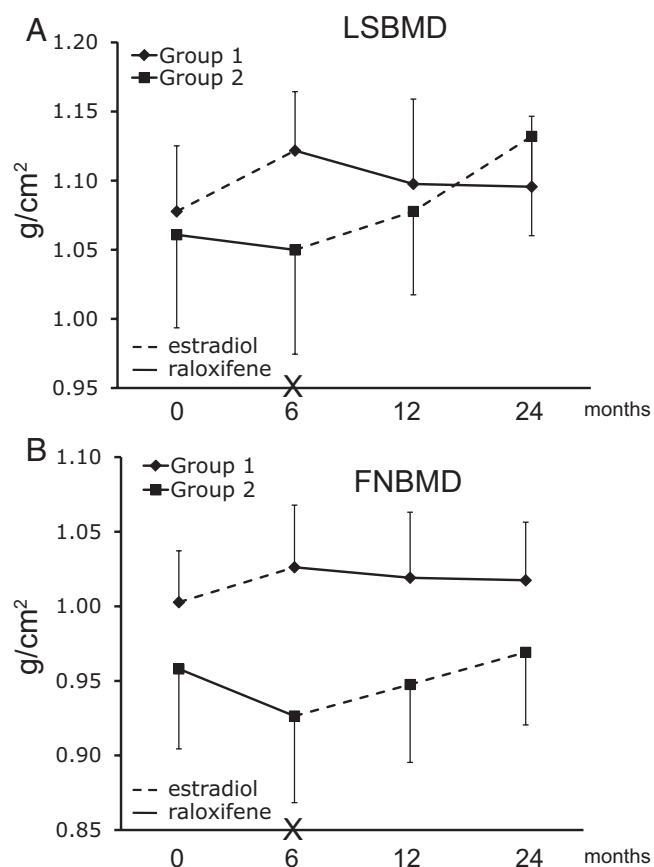 A
LSBMD
1.20
Group 1
Group 2
1.15
1.10
g/cm²
1.05
1.00
estradiol
raloxifene
0.95
X
0 6 12 24 months
B
1.10
Group 1
Group 2
FNBMD
1.05
1.00
g/cm²
0.95
0.90
estradiol
raloxifene
0.85
X
0 6 12 24 months